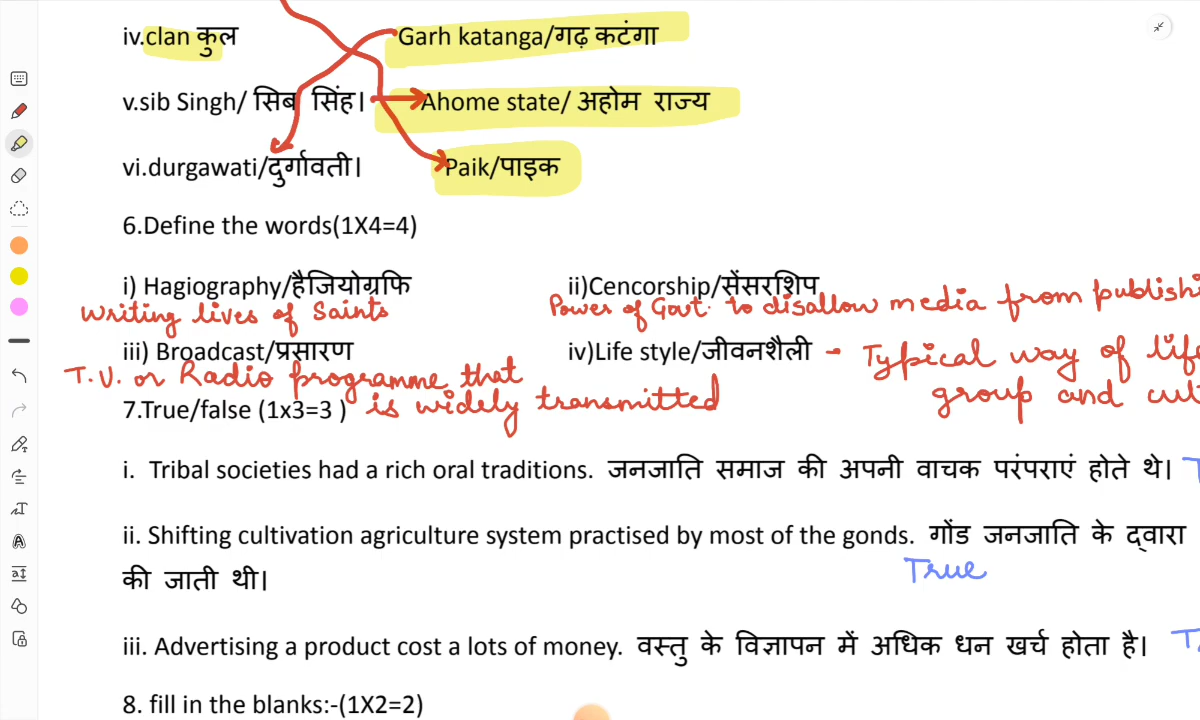 iv.clan कुल Garh katanga/गढ़ कटंगा
v.sib Singh/ सिब सिंह। Ahome state/ अहोम राज्य
vi.durgawati/दुर्गावती। Paik/पाइक
6.Define the words(1X4=4)
i) Hagiography/हैजियोग्रफि ii)Cencorship/सेंसरशिप
Writing lives of Saints Power of Govt. to disallow media from publishi
iii) Broadcast/प्रसारण iv)Life style/जीवनशैली - Typical way of life
T.V. or Radio programme that group and cul
7.True/false (1x3=3 ) is widely transmitted
i. Tribal societies had a rich oral traditions. जनजाति समाज की अपनी वाचक परंपराएं होते थे।
ii. Shifting cultivation agriculture system practised by most of the gonds. गोंड जनजाति के द्वारा
की जाती थी। True
iii. Advertising a product cost a lots of money. वस्तु के विज्ञापन में अधिक धन खर्च होता है।
8. fill in the blanks:-(1X2=2)